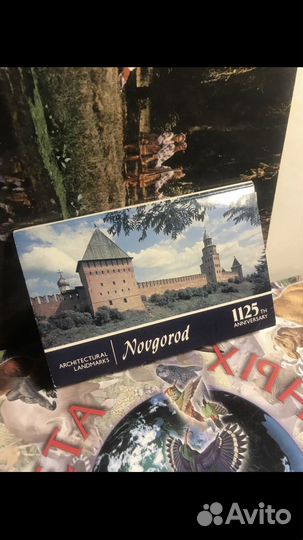 ARCHITECTURAL
LANDMARKS
Novgorod
1125TH
ANNIVERSARY
Avito